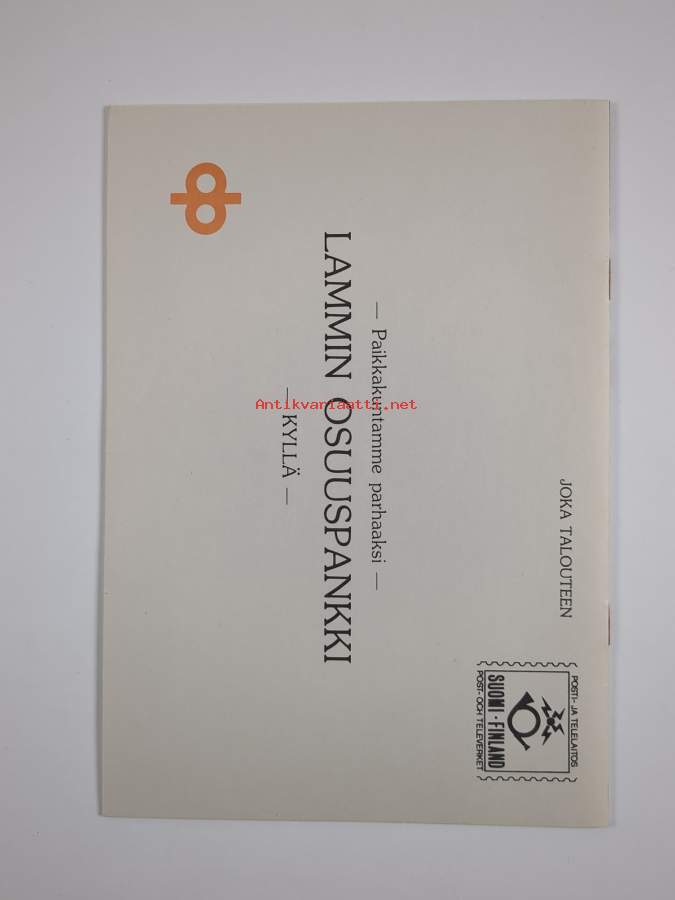 JOKA TALOUTEEN
POSTI- JA TELELAITOS
SUOMI·FINLAND
POST- OCH TELEVERKET
— Paikkakuntamme parhaaksi —
LAMMIN OSUUSPANKKI
— KYLLÄ —
Antikvariaatti.net